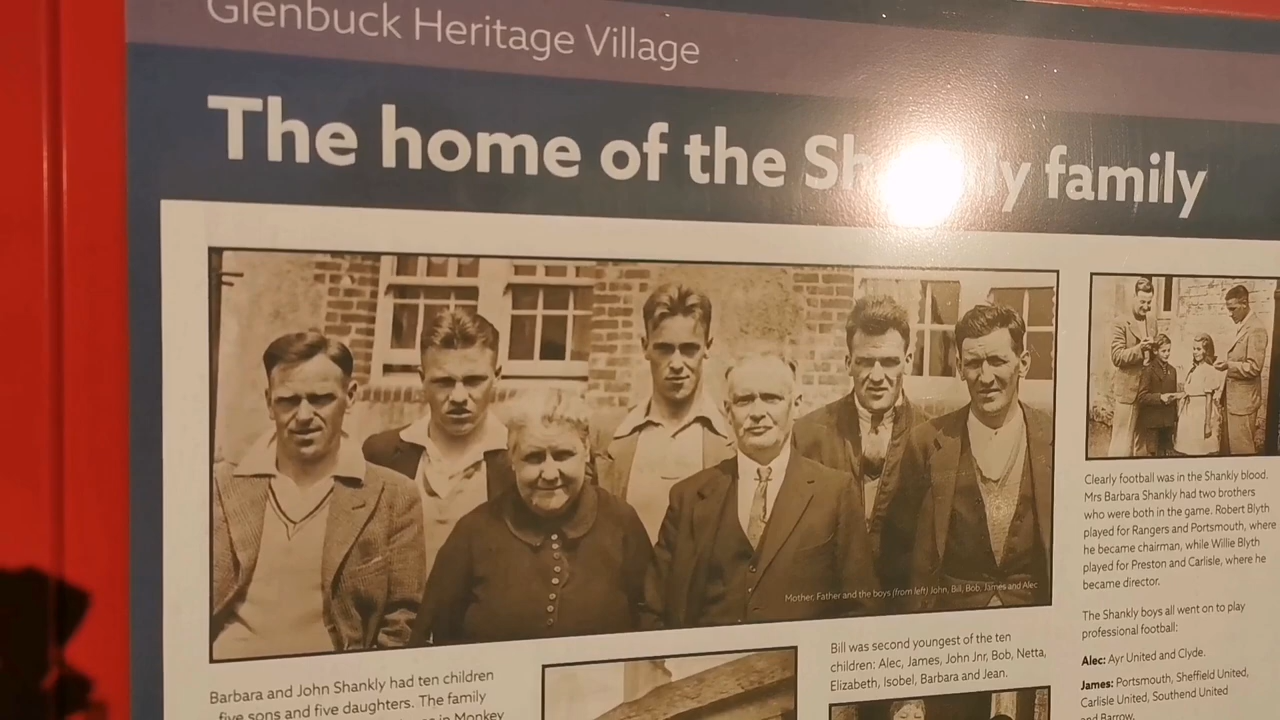 Glenbuck Heritage Village
The home of the Sh ly family
Mother, Father and the boys (from left) John, Bill, Bob, James and Alec
Barbara and John Shankly had ten children
five sons and five daughters. The family
in Monkey
Bill was second youngest of the ten
children: Alec, James, John Jnr, Bob, Netta,
Elizabeth, Isobel, Barbara and Jean.
Clearly football was in the Shankly blood.
Mrs Barbara Shankly had two brothers
who were both in the game. Robert Blyth
played for Rangers and Portsmouth, where
he became chairman, while Willie Blyth
played for Preston and Carlisle, where he
became director.
The Shankly boys all went on to play
professional football:
Alec: Ayr United and Clyde.
James: Portsmouth, Sheffield United,
Carlisle United, Southend United
and Barrow.